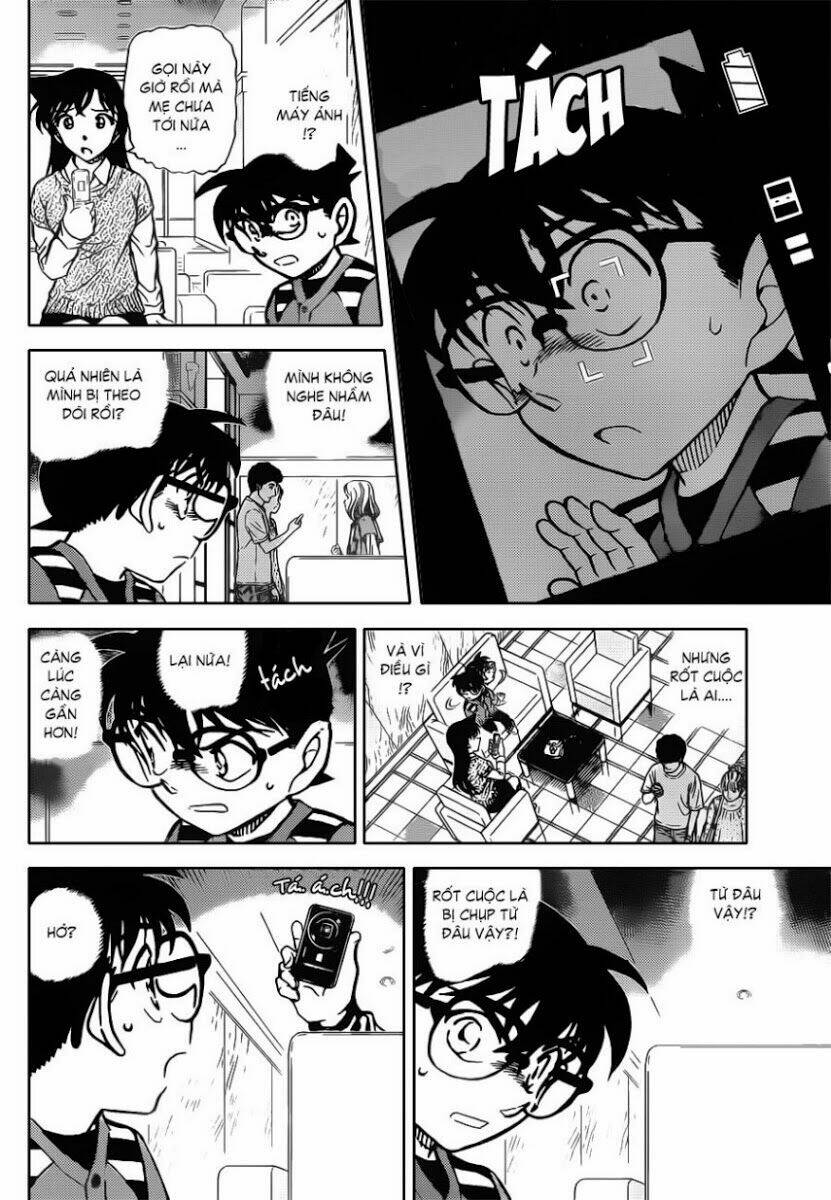 TÁCH
TIẾNG
MÁY ẢNH
!?
GỌI NÃY
GIỜ RỒI MÀ
MẸ CHƯA
TỚI NỮA
...
MÌNH KHÔNG
NGHE NHẦM
ĐÂU!
QUẢ NHIÊN LÀ
MÌNH BỊ THEO
DÕI RỒI?
NHƯNG
RỐT CUỘC
LÀ AI....
VÀ VÌ
ĐIỀU GÌ
!?
tách
LẠI NỮA!
CÀNG
LÚC
CÀNG
GẦN
HƠN!
TỪ ĐÂU
VẬY!?
RỐT CUỘC LÀ
BỊ CHỤP TỪ
ĐÂU VẬY?!
Tá ách!!!
HỞ?